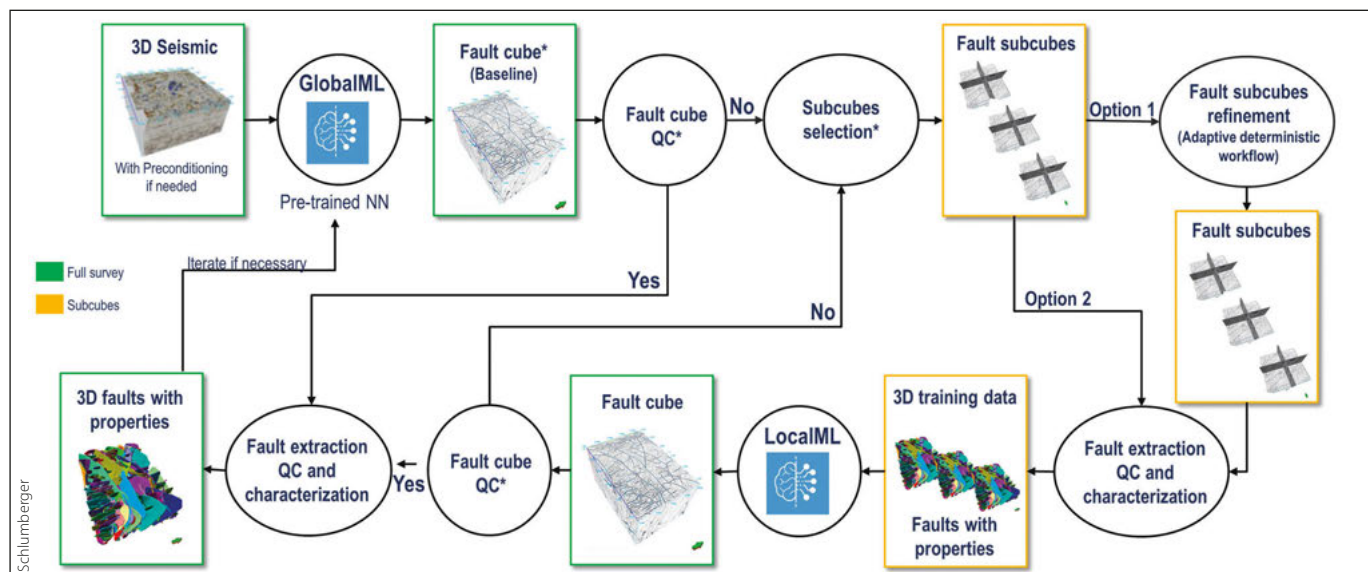 3D Seismic
With Preconditioning
if needed
GlobalML
Pre-trained NN
Fault cube*
(Baseline)
Fault cube
QC*
No
Subcubes
selection*
Fault subcubes
Option 1
Fault subcubes
refinement
(Adaptive deterministic
workflow)
Full survey
Subcubes
Iterate if necessary
Yes
No
Option 2
Fault subcubes
3D faults with
properties
Fault extraction
QC and
characterization
Yes
Fault cube
QC*
Fault cube
LocalML
3D training data
Faults with
properties
Fault extraction
QC and
characterization
Schlumberger